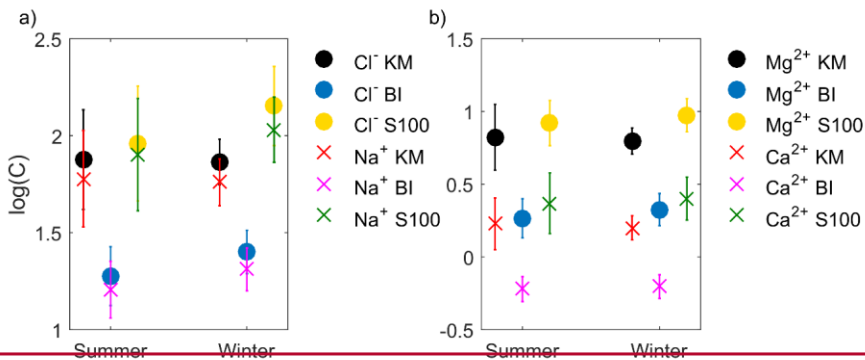 a)
2.5
2
1.5
1
log(C)
Summer
Winter
Cl⁻ KM
Cl⁻ BI
Cl⁻ S100
Na⁺ KM
Na⁺ BI
Na⁺ S100
b)
1.5
1
0.5
0
-0.5
Summer
Winter
Mg²⁺ KM
Mg²⁺ BI
Mg²⁺ S100
Ca²⁺ KM
Ca²⁺ BI
Ca²⁺ S100